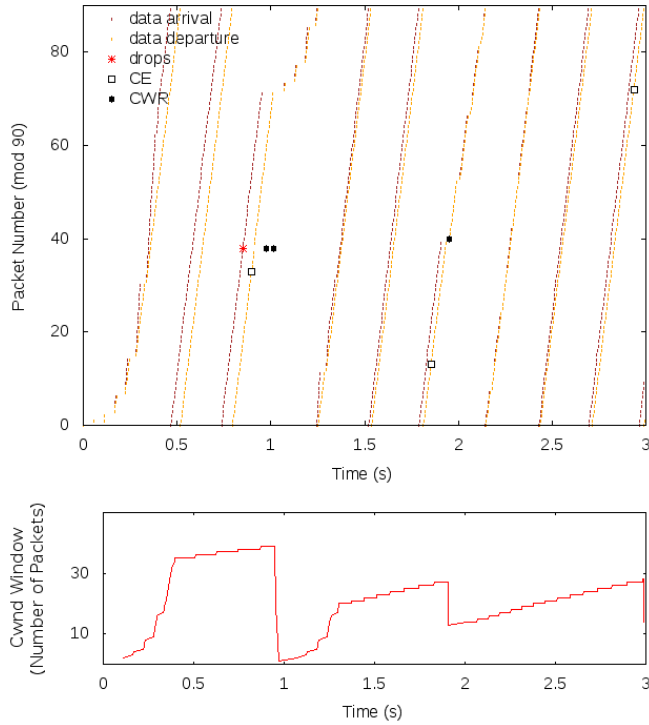 data arrival
data departure
drops
CE
CWR
80
60
40
20
0
Packet Number (mod 90)
0
0.5
1
1.5
2
2.5
3
Time (s)
30
10
Cwnd Window
(Number of Packets)
0
0.5
1
1.5
2
2.5
3
Time (s)